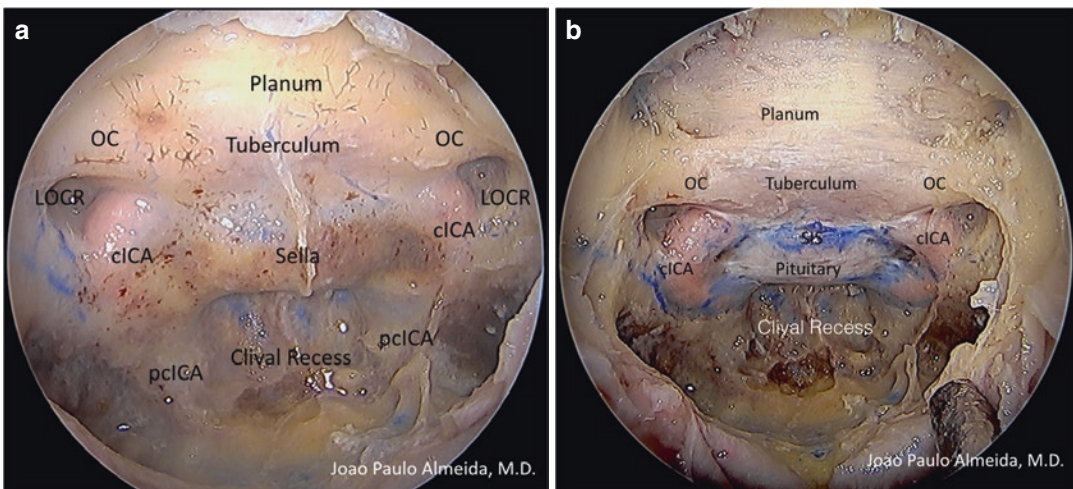 a
Planum
OC
OC
Tuberculum
LOCR
LOCR
cICA
cICA
Sella
pcICA
Clival Recess
pcICA
Joao Paulo Almeida, M.D.
b
Planum
OC
Tuberculum
OC
SIS
cICA
cICA
Pituitary
Clival Recess
Joao Paulo Almeida, M.D.